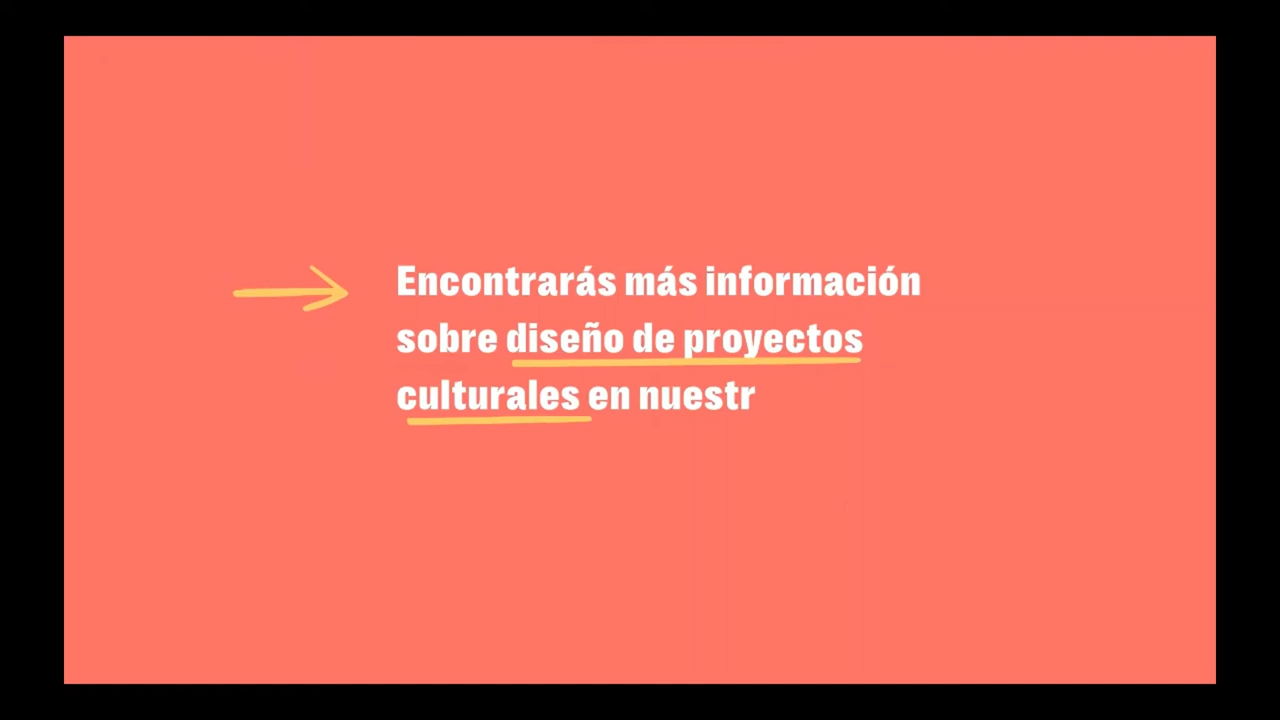 Encontrarás más información
sobre diseño de proyectos
culturales en nuestr